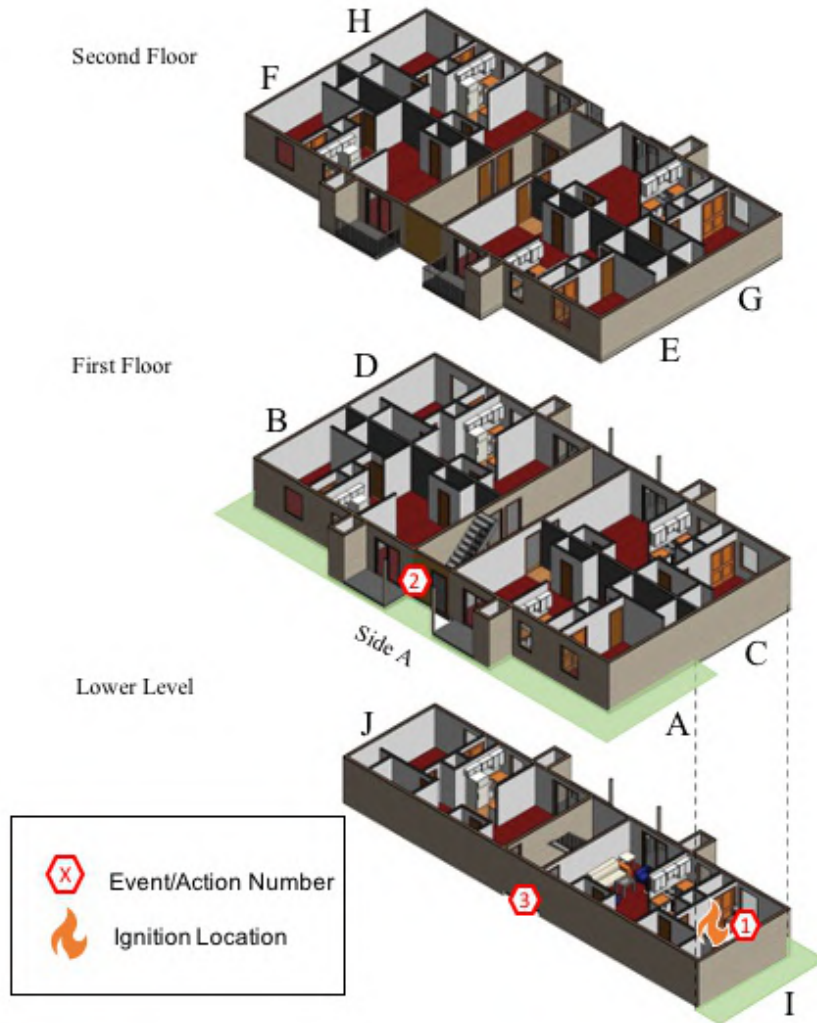 H
Second Floor
F
G
E
First Floor
D
B
2
Side A
C
Lower Level
A
J
X Event/Action Number
3
Ignition Location
1
I